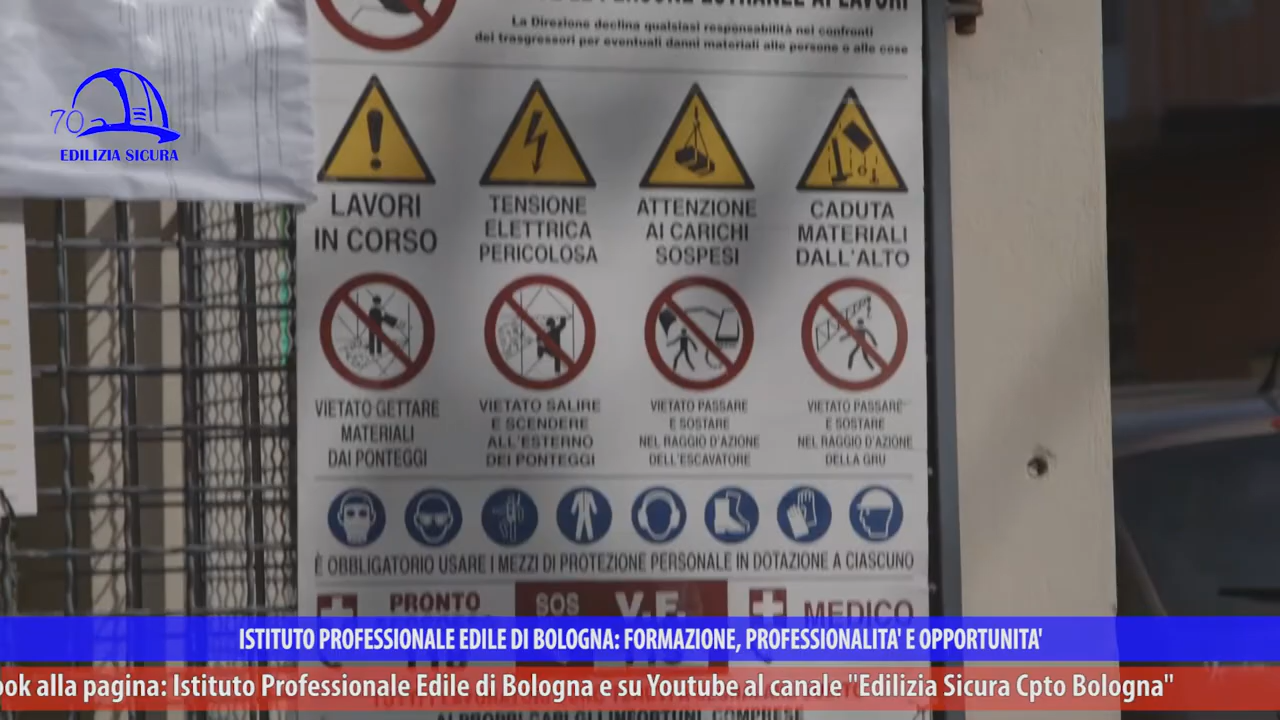 E LE PERSONE ESTRANEE AI LAVORI
La Direzione declina qualsiasi responsabilità nei confronti
dei trasgressori per eventuali danni materiali alle persone o alle cose
70
EDILIZIA SICURA
LAVORI
IN CORSO
TENSIONE
ELETTRICA
PERICOLOSA
ATTENZIONE
AI CARICHI
SOSPESI
CADUTA
MATERIALI
DALL'ALTO
VIETATO GETTARE
MATERIALI
DAI PONTEGGI
VIETATO SALIRE
E SCENDERE
ALL'ESTERNO
DEI PONTEGGI
VIETATO PASSARE
E SOSTARE
NEL RAGGIO D'AZIONE
DELL'ESCAVATORE
VIETATO PASSARE
E SOSTARE
NEL RAGGIO D'AZIONE
DELLA GRU
È OBBLIGATORIO USARE I MEZZI DI PROTEZIONE PERSONALE IN DOTAZIONE A CIASCUNO
PRONTO
SOS
V.F.
MEDICO
ISTITUTO PROFESSIONALE EDILE DI BOLOGNA: FORMAZIONE, PROFESSIONALITA' E OPPORTUNITA'
ook alla pagina: Istituto Professionale Edile di Bologna e su Youtube al canale "Edilizia Sicura Cpto Bologna"